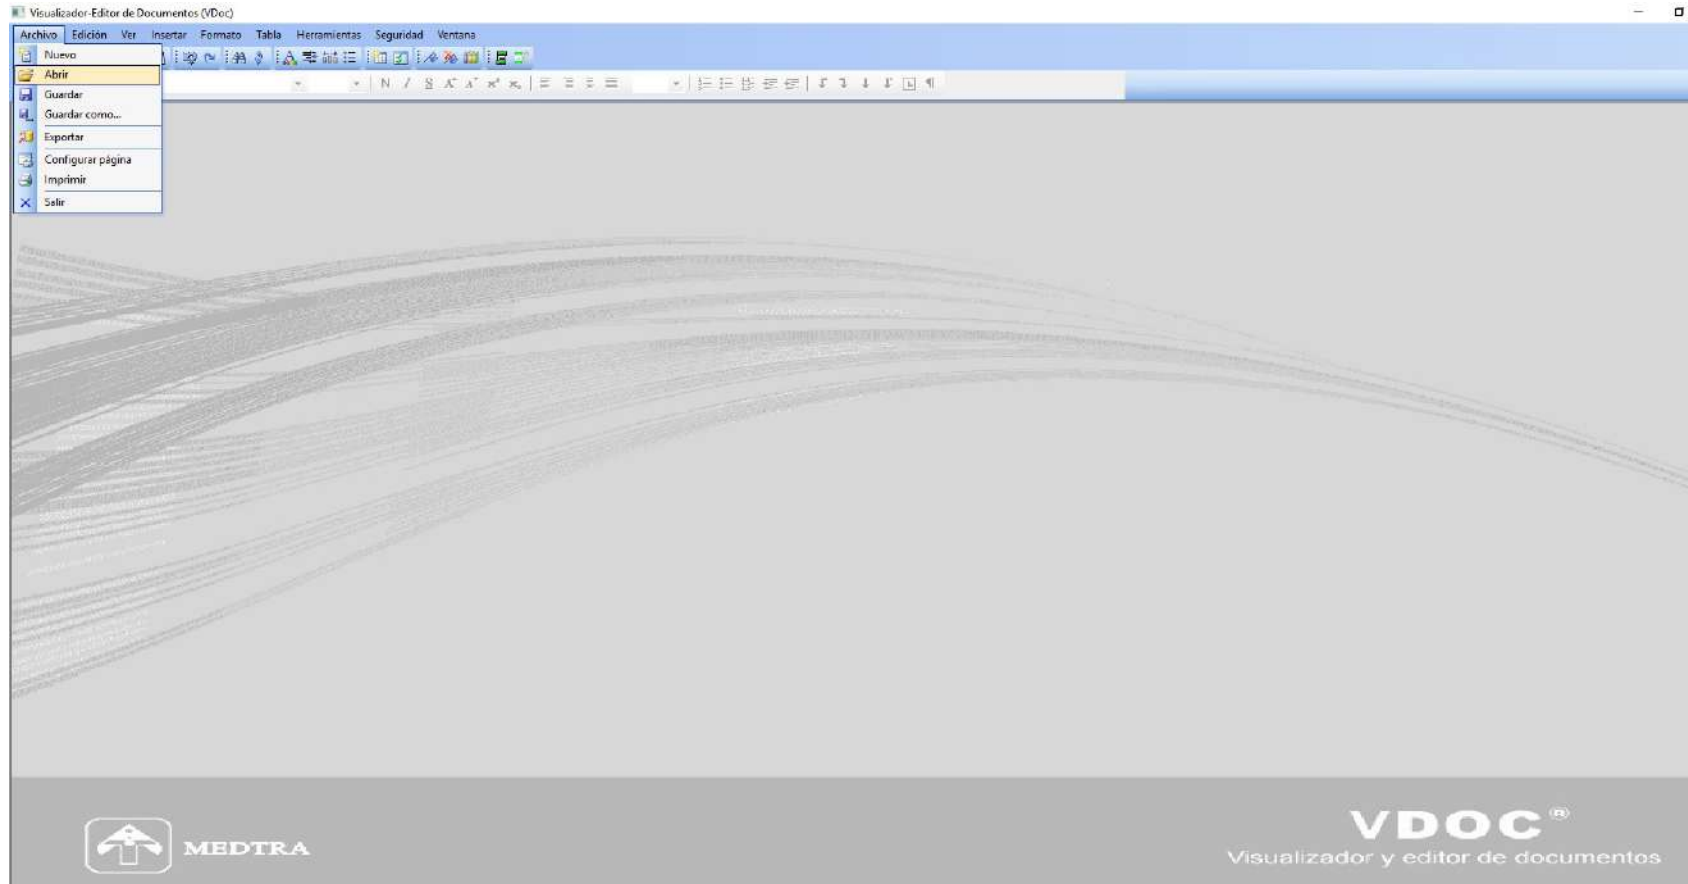 Visualizador-Editor de Documentos (VDoc)
Archivo Edición Ver Insertar Formato Tabla Herramientas Seguridad Ventana
Nuevo
Abrir
Guardar
Guardar como...
Exportar
Configurar página
Imprimir
Salir
MEDTRA
VDOC®
Visualizador y editor de documentos